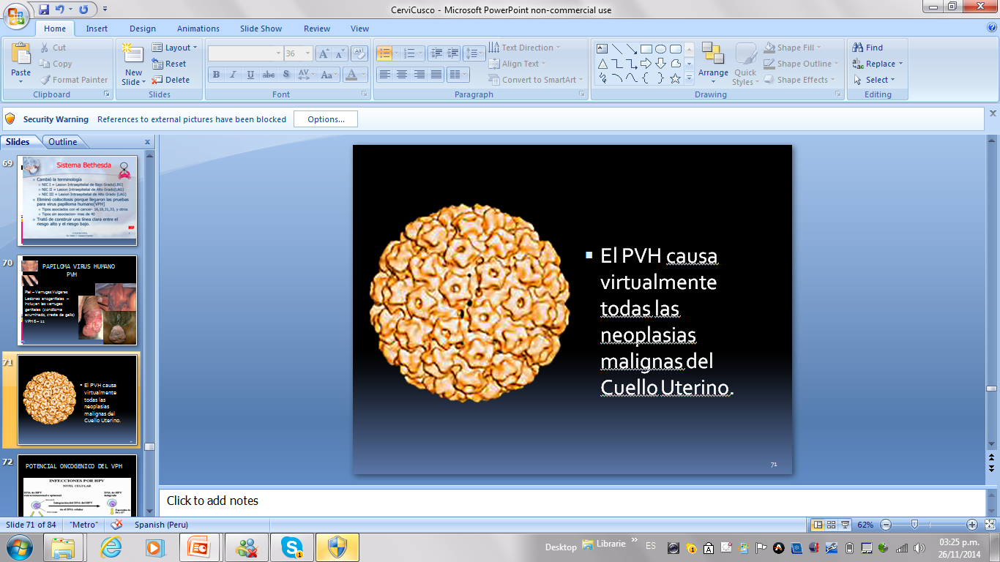 CerviCusco - Microsoft PowerPoint non-commercial use
Home Insert Design Animations Slide Show Review View
Paste
Cut
Copy
Format Painter
Clipboard
New Slide
Layout
Reset
Delete
Slides
36
B I U abc S AV Aa A
Font
Text Direction
Align Text
Convert to SmartArt
Paragraph
Arrange
Quick Styles
Shape Fill
Shape Outline
Shape Effects
Drawing
Find
Replace
Select
Editing
Security Warning References to external pictures have been blocked Options...
Slides Outline
69
Sistema Bethesda
Cambió la terminología
NIC I = Lesion Intraepitelial de Bajo Grado(LBG)
NIC II = Lesion Intraepitelial de Alto Grado(LAG)
NIC III = Lesion Intraepitelial de Alto Grado (LAG)
Eliminó coilocitosis porque llegaron las pruebas
para virus papilloma humano(VPH)
Tipos asociados con el cancer- 16,18,31,33, y otros
Tipos sin asociacion- mas de 40
Trató de construir una línea clara entre el
riesgo alto y el riesgo bajo.
70
PAPILOMA VIRUS HUMANO
PVH
Piel – Verrugas Vulgares
Lesiones anogenitales –
incluyen las verrugas
genitales (condiloma
acuminado, cresta de gallo)
VPH 6 – 11
71
El PVH causa
virtualmente
todas las
neoplasias
malignas del
Cuello Uterino.
72
POTENCIAL ONCOGENICO DEL VPH
INFECCIONES POR HPV
NIVEL CELULAR
DNA de HPV
DNA de HPV
integrado
Integración del DNA del HPV
en el DNA celular
El PVH causa
virtualmente
todas las
neoplasias
malignas del
Cuello Uterino.
71
Click to add notes
Slide 71 of 84 "Metro" Spanish (Peru) 62%
Desktop Librarie » ES 03:25 p.m.
26/11/2014